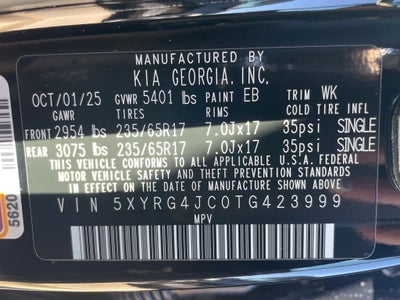 MANUFACTURED BY
KIA GEORGIA, INC.
OCT/01/25 GVWR 5401 lbs PAINT EB TRIM WK
GAWR TIRES RIMS COLD TIRE INFL
FRONT 2954 lbs 235/65R17 7.0Jx17 35psi SINGLE
REAR 3075 lbs 235/65R17 7.0Jx17 35psi SINGLE
THIS VEHICLE CONFORMS TO ALL APPLICABLE U.S.A. FEDERAL
MOTOR VEHICLE SAFETY AND THEFT PREVENTION STANDARDS
IN EFFECT ON THE DATE OF MANUFACTURE SHOWN ABOVE.
VIN 5XYRG4JC0TG423999
MPV
5620